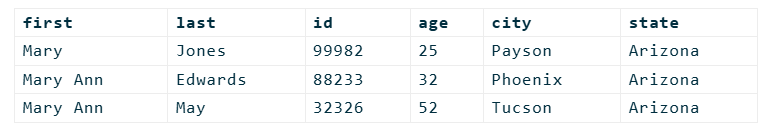 first last id age city state
Mary Jones 99982 25 Payson Arizona
Mary Ann Edwards 88233 32 Phoenix Arizona
Mary Ann May 32326 52 Tucson Arizona